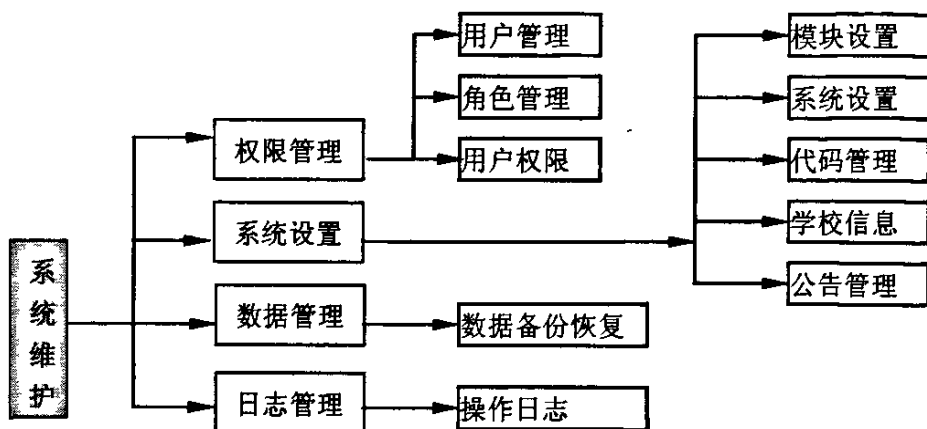 系统维护
权限管理
用户管理
角色管理
用户权限
系统设置
模块设置
系统设置
代码管理
学校信息
公告管理
数据管理
数据备份恢复
日志管理
操作日志